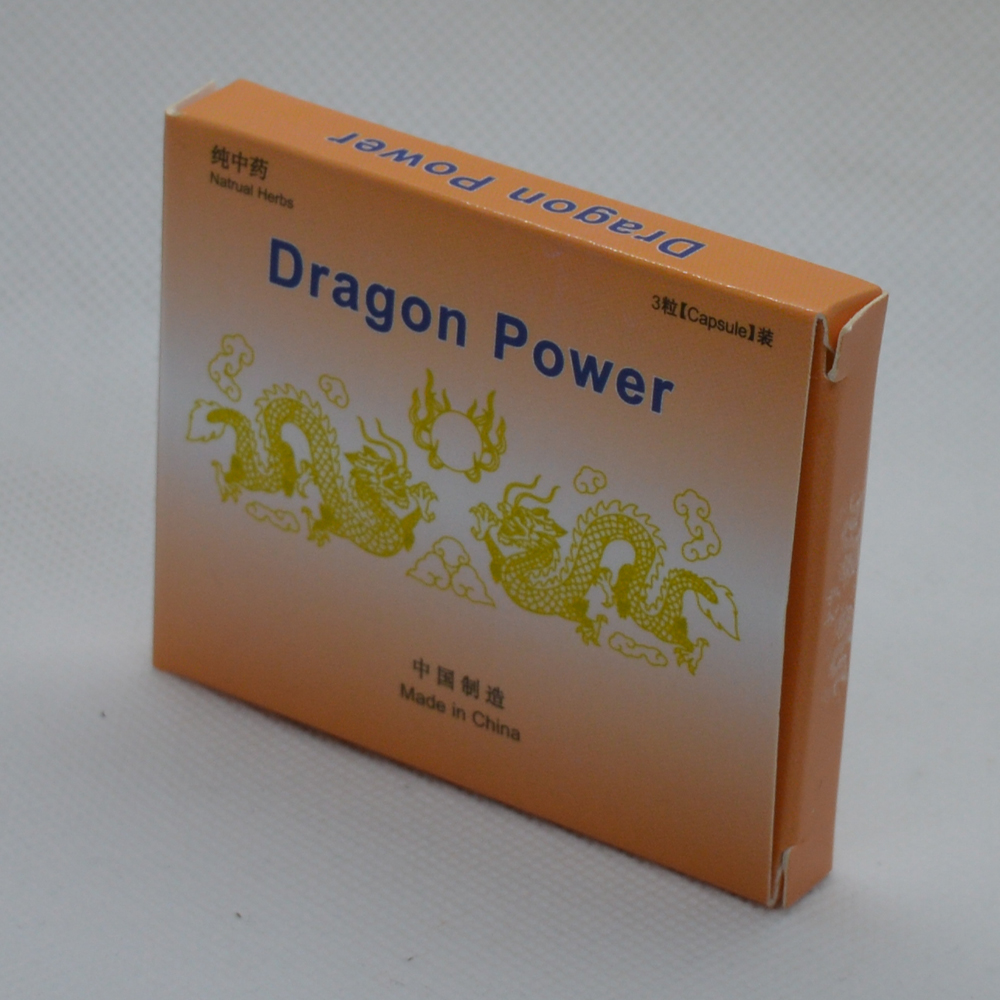 Dragon Power
纯中药
Natrual Herbs
3粒【Capsule】装
Dragon Power
中国制造
Made in China